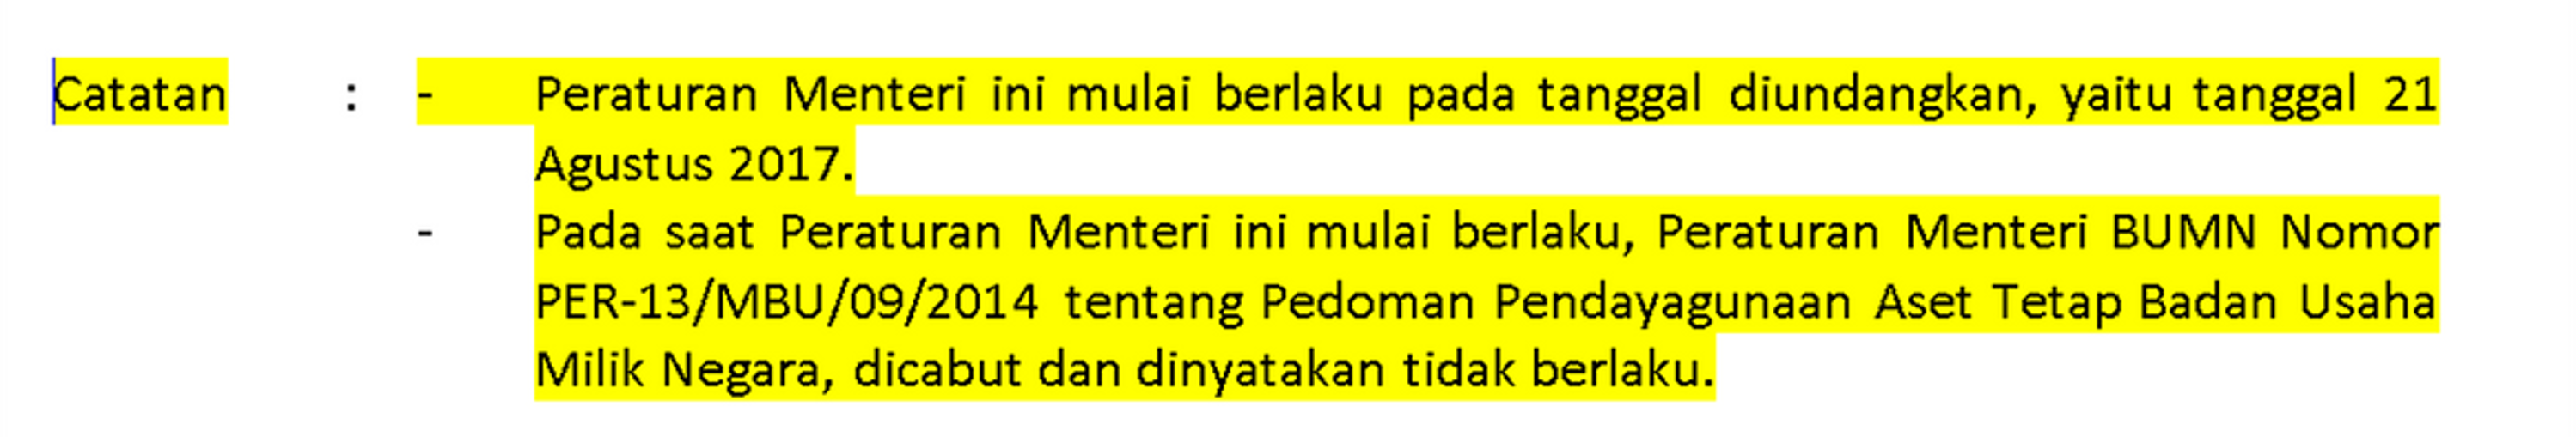 Catatan : - Peraturan Menteri ini mulai berlaku pada tanggal diundangkan, yaitu tanggal 21
Agustus 2017.
- Pada saat Peraturan Menteri ini mulai berlaku, Peraturan Menteri BUMN Nomor
PER-13/MBU/09/2014 tentang Pedoman Pendayagunaan Aset Tetap Badan Usaha
Milik Negara, dicabut dan dinyatakan tidak berlaku.